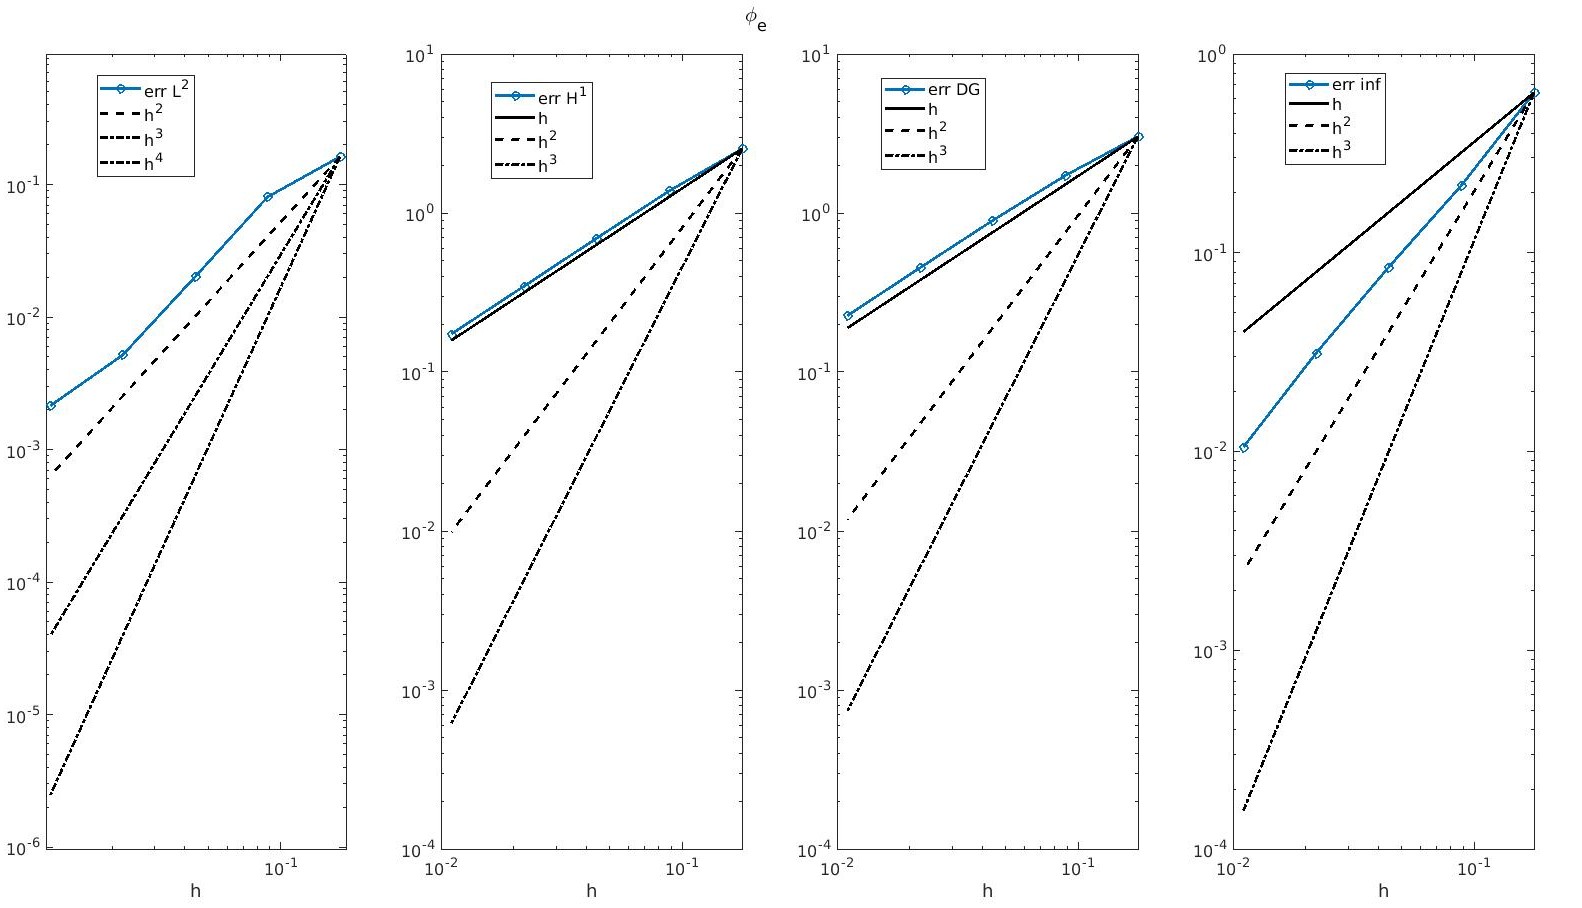 ϕₑ
err L²
h²
h³
h⁴
10⁻¹
10⁻²
10⁻³
10⁻⁴
10⁻⁵
10⁻⁶
10⁻¹
h
err H¹
h
h²
h³
10¹
10⁰
10⁻¹
10⁻²
10⁻³
10⁻⁴
10⁻² 10⁻¹
h
err DG
h
h²
h³
10¹
10⁰
10⁻¹
10⁻²
10⁻³
10⁻⁴
10⁻² 10⁻¹
h
err inf
h
h²
h³
10⁰
10⁻¹
10⁻²
10⁻³
10⁻⁴
10⁻² 10⁻¹
h